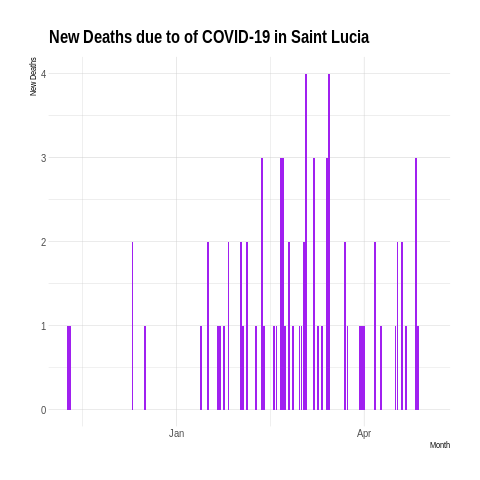 New Deaths due to of COVID-19 in Saint Lucia
New Deaths
4
3
2
1
0
Jan
Apr
Month